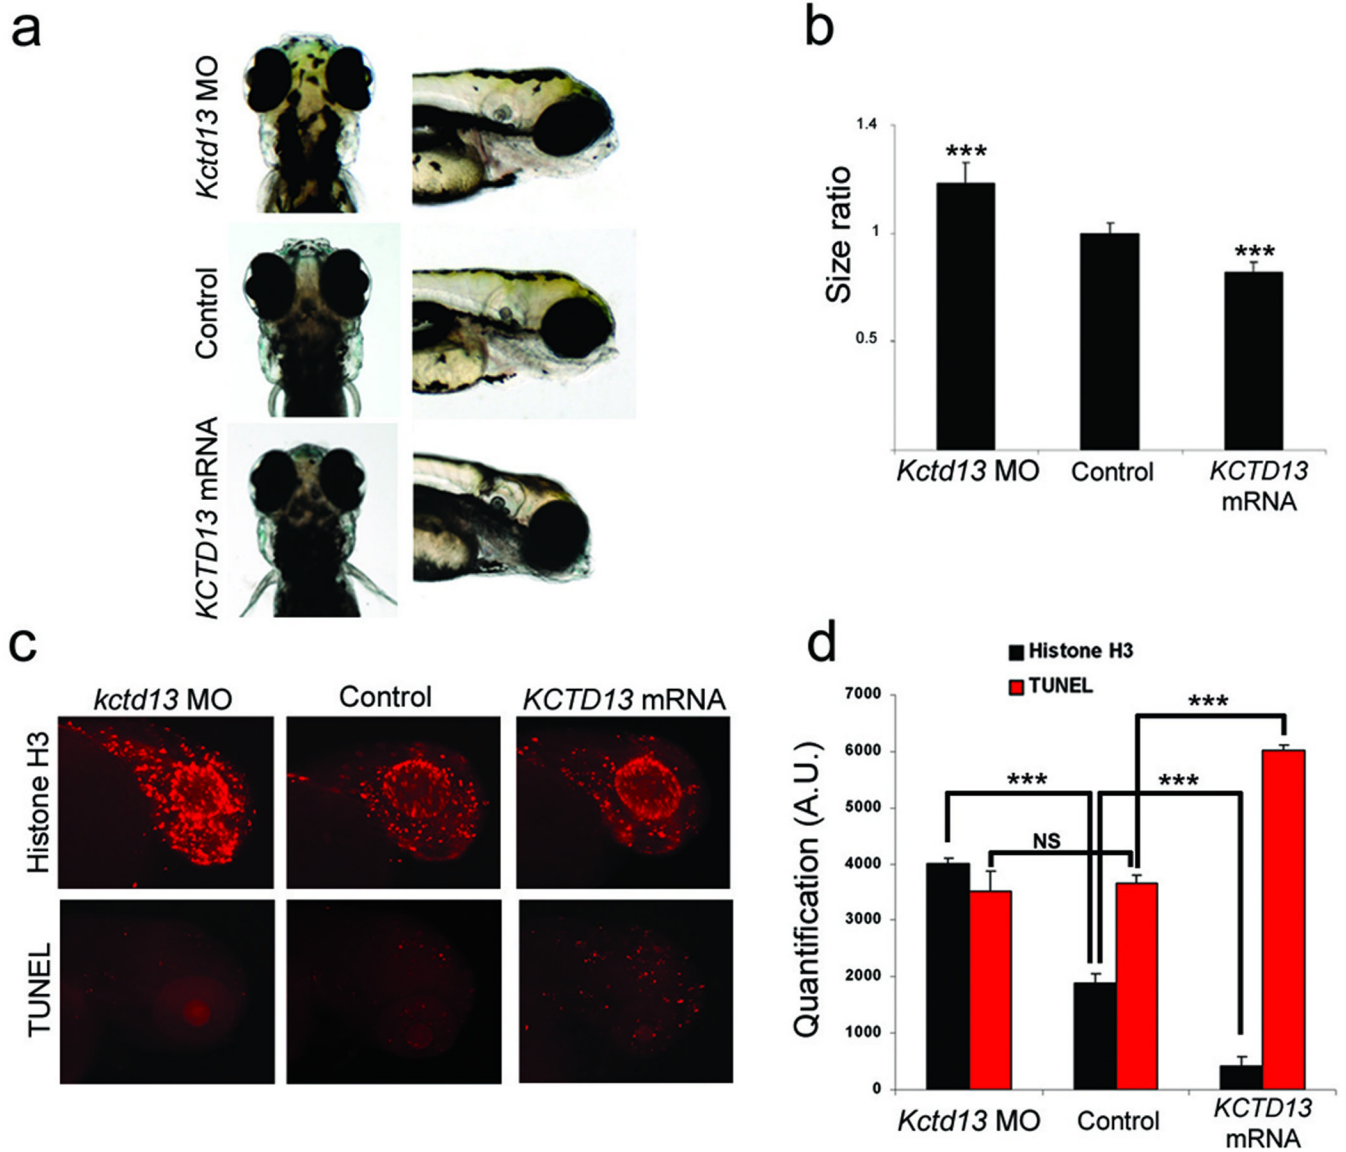 a
Kctd13 MO
Control
KCTD13 mRNA
b
Size ratio
1.4
1
0.5
***
***
Kctd13 MO
Control
KCTD13
mRNA
c
kctd13 MO
Control
KCTD13 mRNA
Histone H3
TUNEL
d
Histone H3
TUNEL
Quantification (A.U.)
7000
6000
5000
4000
3000
2000
1000
0
***
***
***
NS
Kctd13 MO
Control
KCTD13
mRNA